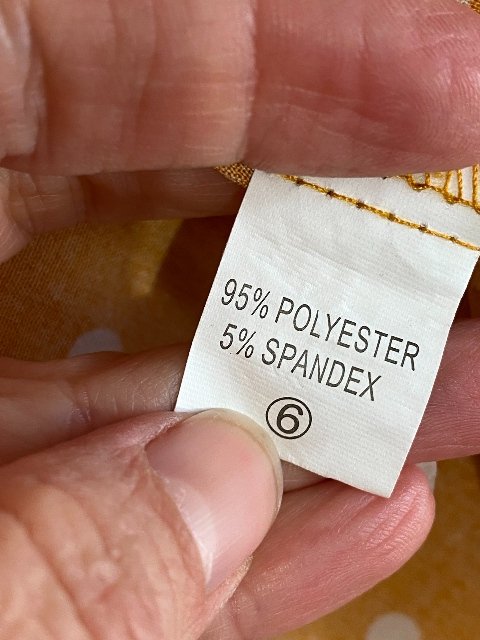 95% POLYESTER
5% SPANDEX
⑥